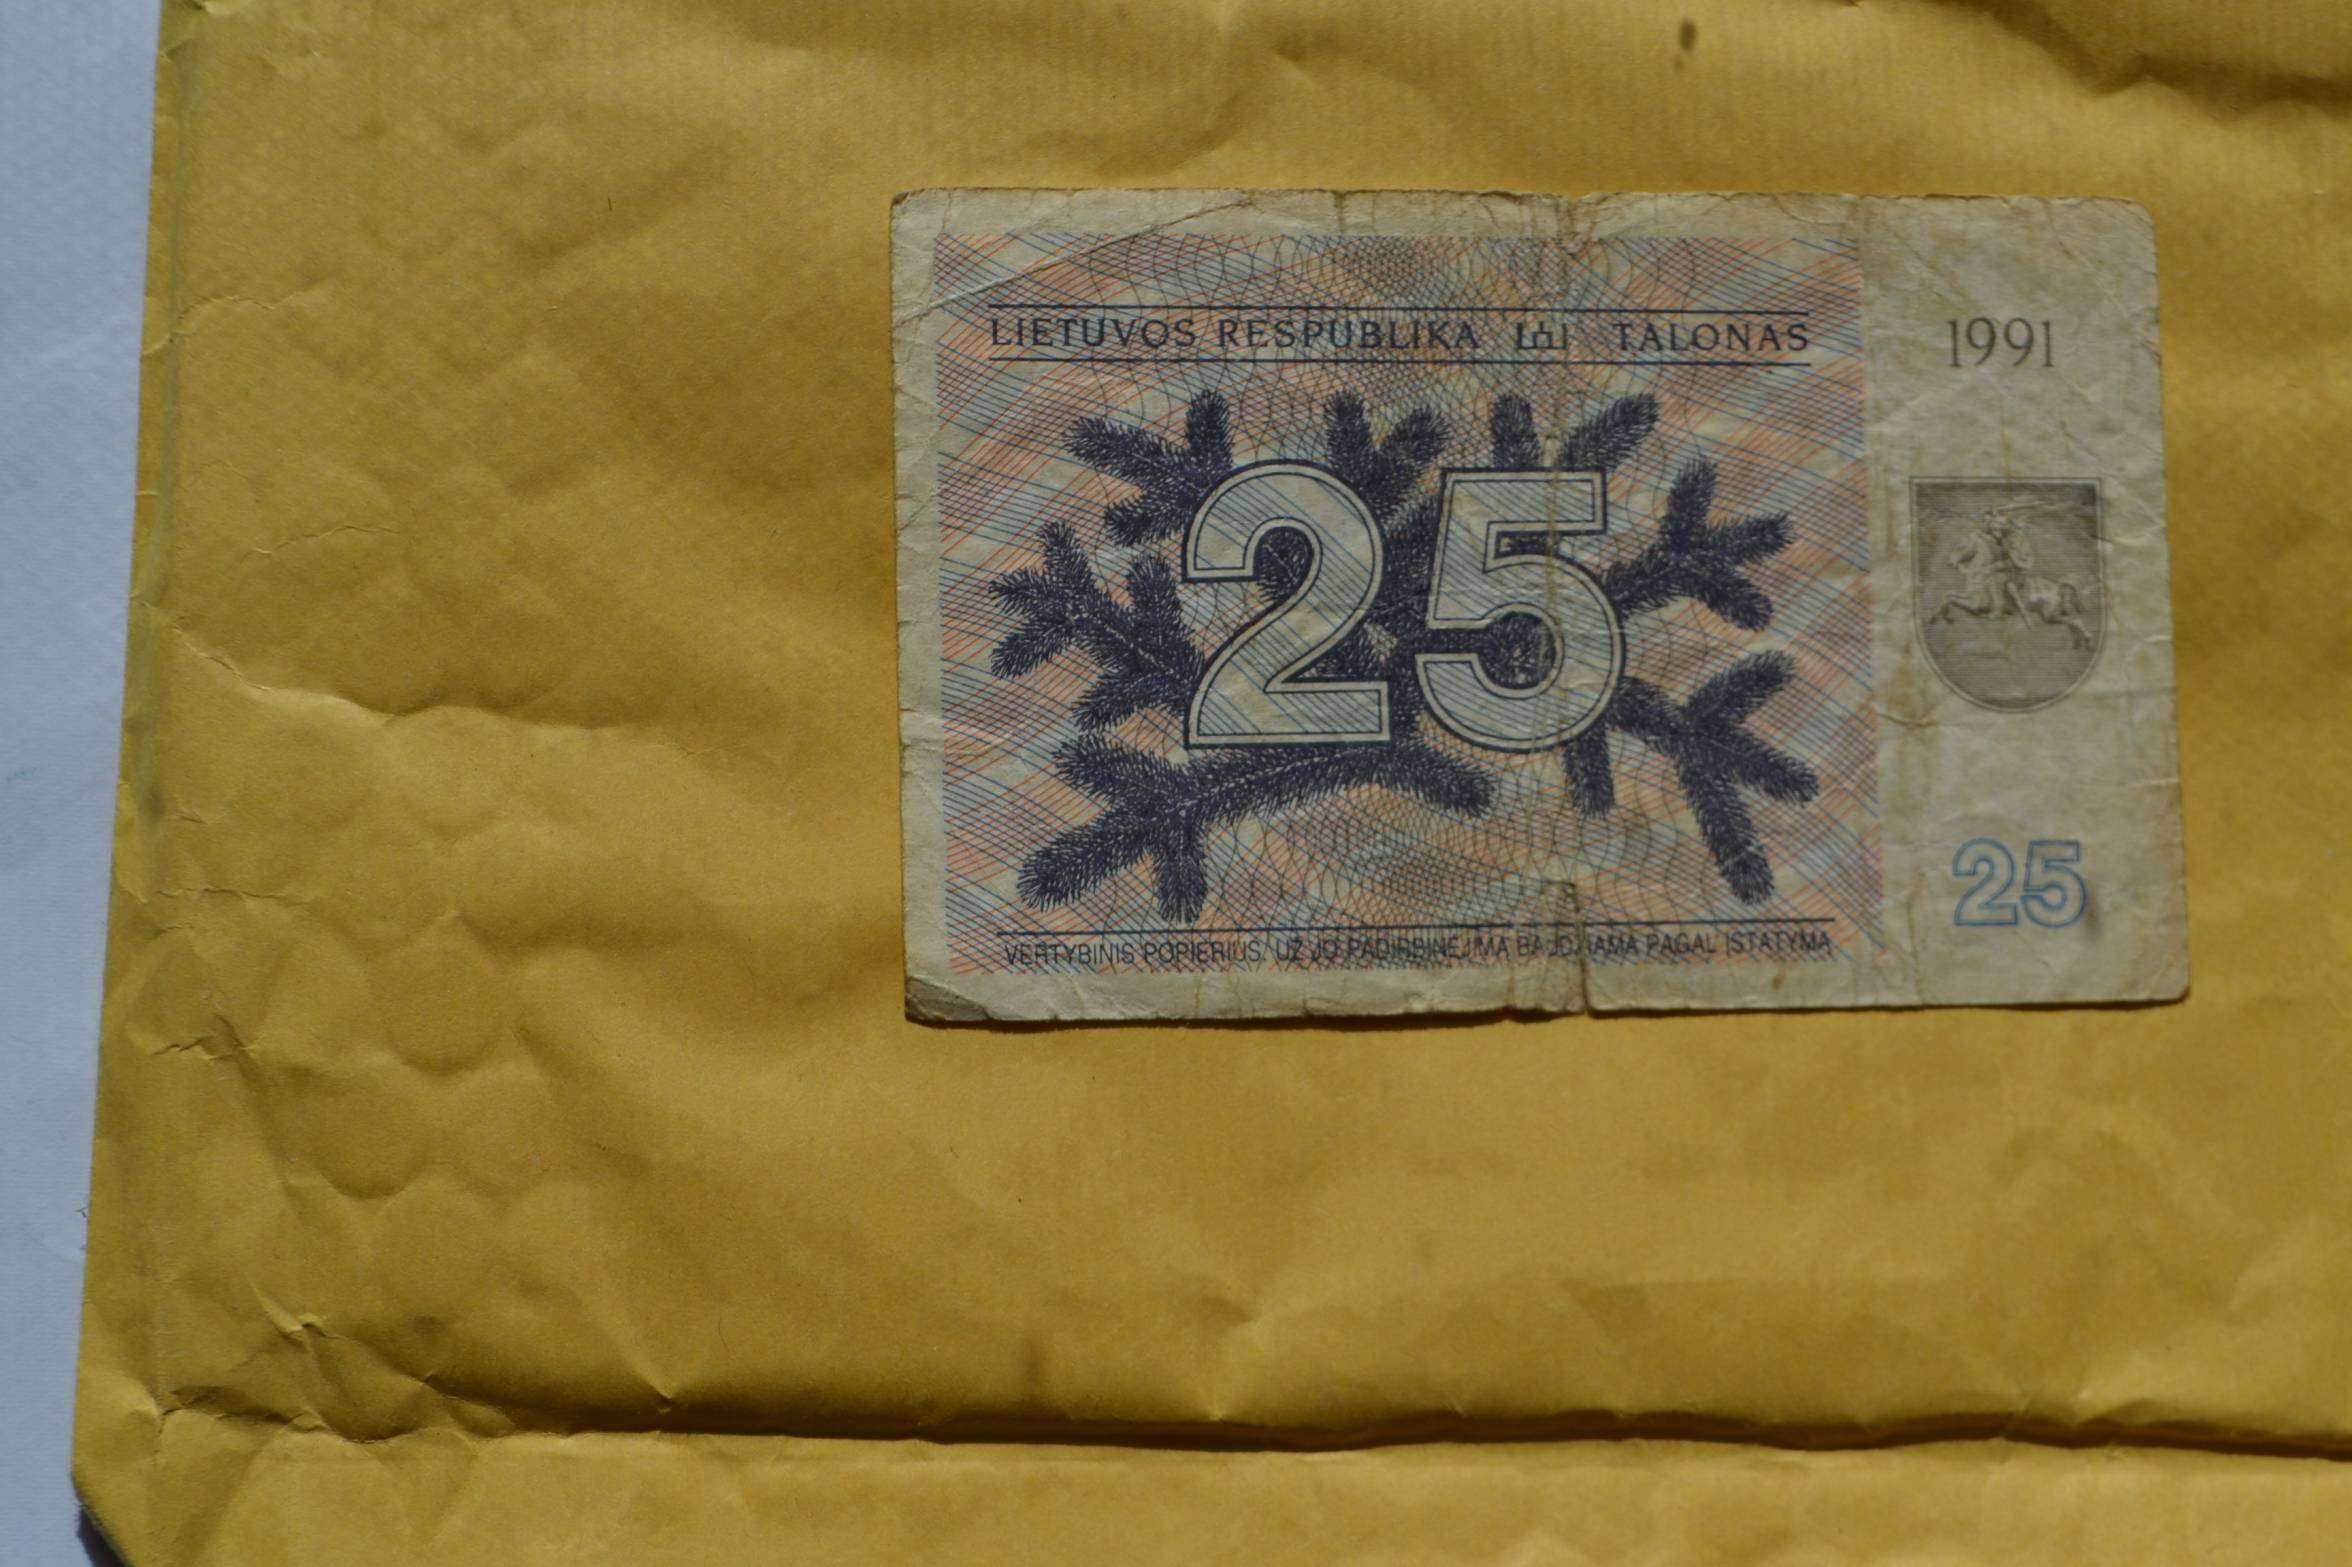 LIETUVOS RESPUBLIKA TALONAS
1991
25
25
VERTYBINIS POPIERIUS. UŽ JO PADIRBINĖJIMĄ BAUDŽIAMA PAGAL ĮSTATYMĄ